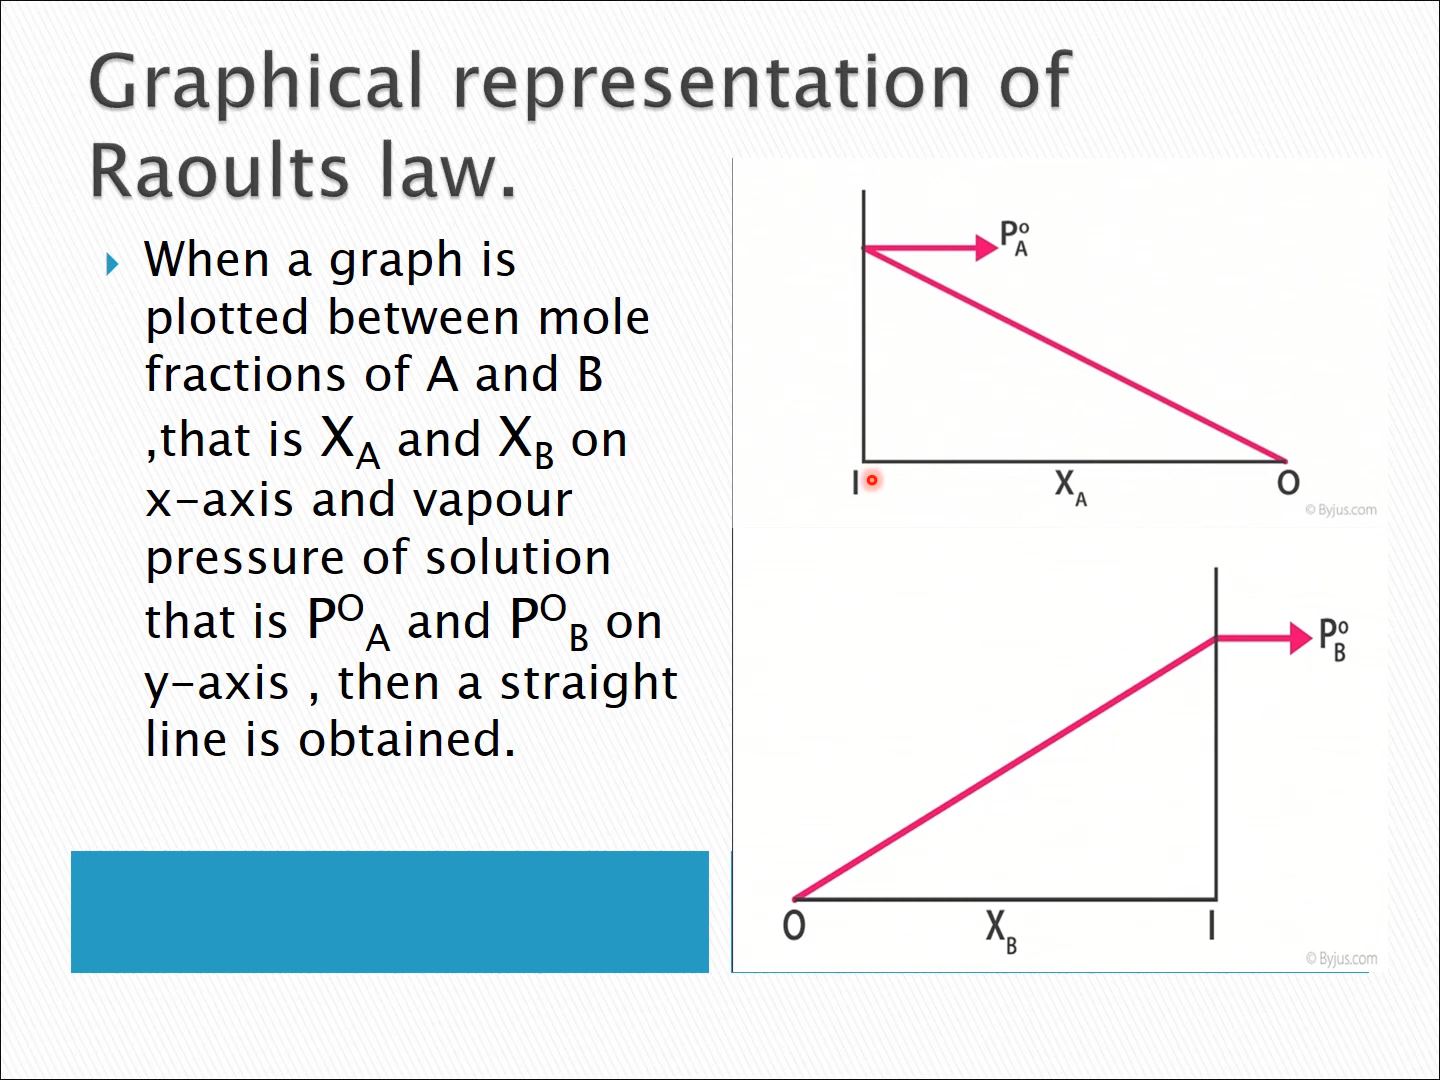 Graphical representation of
Raoults law.
When a graph is
plotted between mole
fractions of A and B
,that is X_A and X_B on
x-axis and vapour
pressure of solution
that is P^O_A and P^O_B on
y-axis , then a straight
line is obtained.
P^o_A
I X_A O
© Byjus.com
P^o_B
O X_B I
© Byjus.com